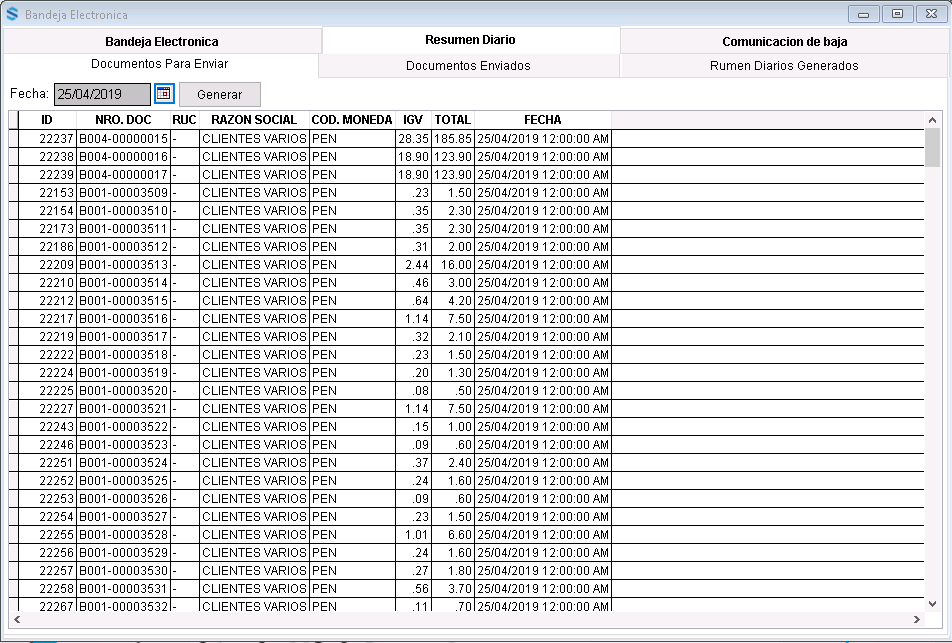 Bandeja Electronica
Bandeja Electronica Resumen Diario Comunicacion de baja
Documentos Para Enviar Documentos Enviados Rumen Diarios Generados
Fecha: 25/04/2019 Generar
ID NRO. DOC RUC RAZON SOCIAL COD. MONEDA IGV TOTAL FECHA
22237 B004-00000015 - CLIENTES VARIOS PEN 28.35 185.85 25/04/2019 12:00:00 AM
22238 B004-00000016 - CLIENTES VARIOS PEN 18.90 123.90 25/04/2019 12:00:00 AM
22239 B004-00000017 - CLIENTES VARIOS PEN 18.90 123.90 25/04/2019 12:00:00 AM
22153 B001-00003509 - CLIENTES VARIOS PEN .23 1.50 25/04/2019 12:00:00 AM
22154 B001-00003510 - CLIENTES VARIOS PEN .35 2.30 25/04/2019 12:00:00 AM
22173 B001-00003511 - CLIENTES VARIOS PEN .35 2.30 25/04/2019 12:00:00 AM
22186 B001-00003512 - CLIENTES VARIOS PEN .31 2.00 25/04/2019 12:00:00 AM
22209 B001-00003513 - CLIENTES VARIOS PEN 2.44 16.00 25/04/2019 12:00:00 AM
22210 B001-00003514 - CLIENTES VARIOS PEN .46 3.00 25/04/2019 12:00:00 AM
22212 B001-00003515 - CLIENTES VARIOS PEN .64 4.20 25/04/2019 12:00:00 AM
22217 B001-00003516 - CLIENTES VARIOS PEN 1.14 7.50 25/04/2019 12:00:00 AM
22219 B001-00003517 - CLIENTES VARIOS PEN .32 2.10 25/04/2019 12:00:00 AM
22222 B001-00003518 - CLIENTES VARIOS PEN .23 1.50 25/04/2019 12:00:00 AM
22224 B001-00003519 - CLIENTES VARIOS PEN .20 1.30 25/04/2019 12:00:00 AM
22225 B001-00003520 - CLIENTES VARIOS PEN .08 .50 25/04/2019 12:00:00 AM
22227 B001-00003521 - CLIENTES VARIOS PEN 1.14 7.50 25/04/2019 12:00:00 AM
22243 B001-00003522 - CLIENTES VARIOS PEN .15 1.00 25/04/2019 12:00:00 AM
22246 B001-00003523 - CLIENTES VARIOS PEN .09 .60 25/04/2019 12:00:00 AM
22251 B001-00003524 - CLIENTES VARIOS PEN .37 2.40 25/04/2019 12:00:00 AM
22252 B001-00003525 - CLIENTES VARIOS PEN .24 1.60 25/04/2019 12:00:00 AM
22253 B001-00003526 - CLIENTES VARIOS PEN .09 .60 25/04/2019 12:00:00 AM
22254 B001-00003527 - CLIENTES VARIOS PEN .23 1.50 25/04/2019 12:00:00 AM
22255 B001-00003528 - CLIENTES VARIOS PEN 1.01 6.60 25/04/2019 12:00:00 AM
22256 B001-00003529 - CLIENTES VARIOS PEN .24 1.60 25/04/2019 12:00:00 AM
22257 B001-00003530 - CLIENTES VARIOS PEN .27 1.80 25/04/2019 12:00:00 AM
22258 B001-00003531 - CLIENTES VARIOS PEN .56 3.70 25/04/2019 12:00:00 AM
22267 B001-00003532 - CLIENTES VARIOS PEN .11 .70 25/04/2019 12:00:00 AM